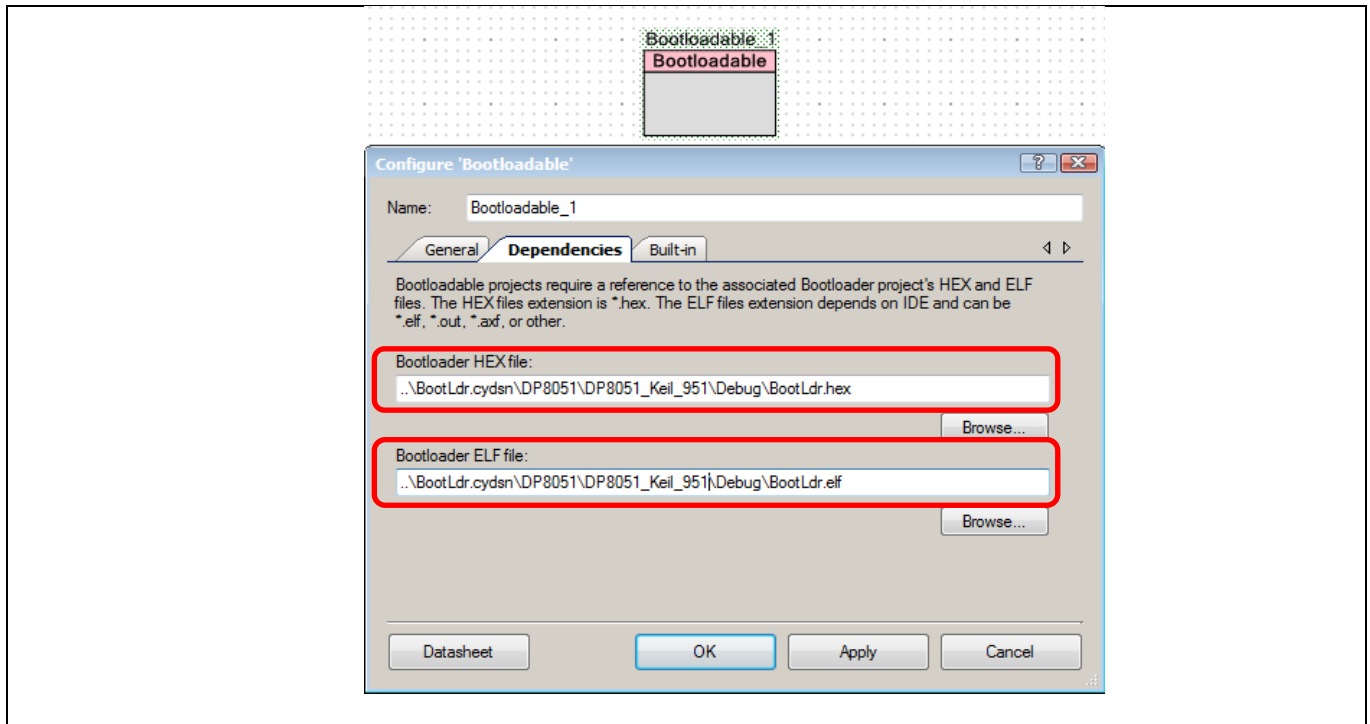 Bootloadable_1
Bootloadable
Configure 'Bootloadable'
Name: Bootloadable_1
General Dependencies Built-in
Bootloadable projects require a reference to the associated Bootloader project's HEX and ELF
files. The HEX files extension is *.hex. The ELF files extension depends on IDE and can be
*.elf, *.out, *.axf, or other.
Bootloader HEX file:
..\BootLdr.cydsn\DP8051\DP8051_Keil_951\Debug\BootLdr.hex
Browse...
Bootloader ELF file:
..\BootLdr.cydsn\DP8051\DP8051_Keil_951\Debug\BootLdr.elf
Browse...
Datasheet OK Apply Cancel